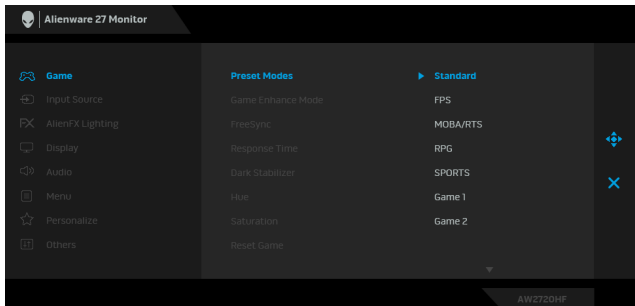 Alienware 27 Monitor
Game
Preset Modes
Standard
Input Source
Game Enhance Mode
FPS
AlienFX Lighting
FreeSync
MOBA/RTS
Display
Response Time
RPG
Audio
Dark Stabilizer
SPORTS
Menu
Hue
Game 1
Personalize
Saturation
Game 2
Others
Reset Game
AW2720HF